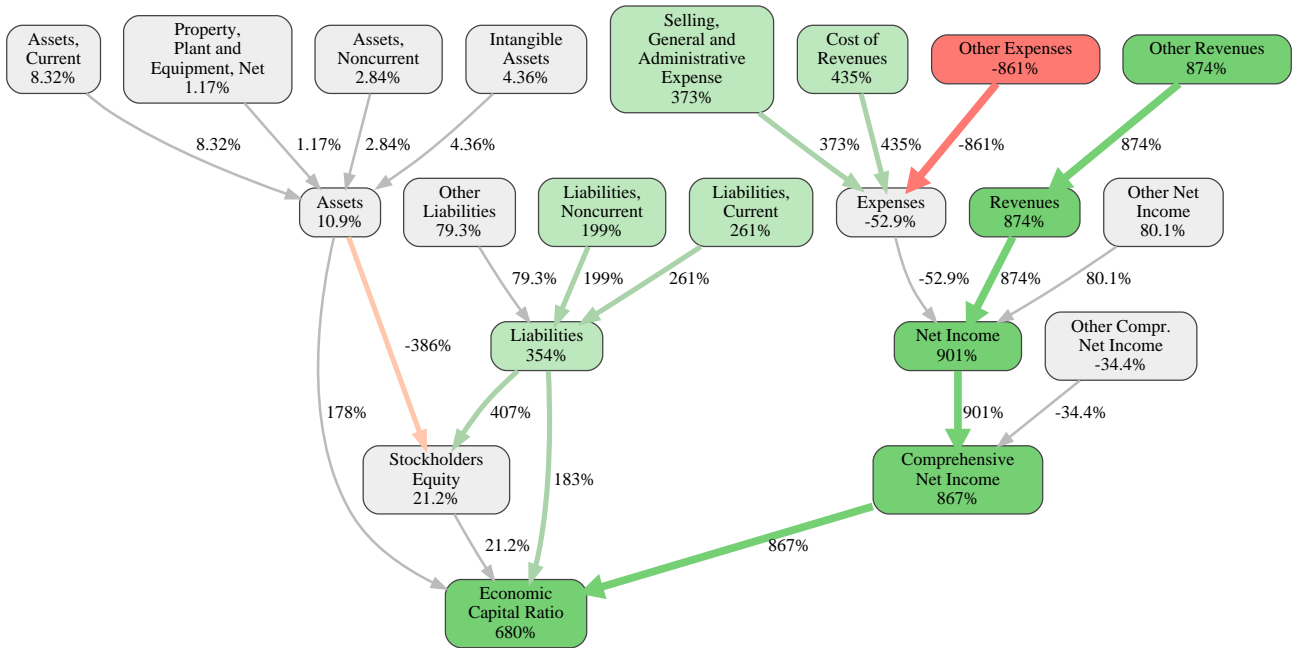 Assets,
Current
8.32%
Property,
Plant and
Equipment, Net
1.17%
Assets,
Noncurrent
2.84%
Intangible
Assets
4.36%
Selling,
General and
Administrative
Expense
373%
Cost of
Revenues
435%
Other Expenses
-861%
Other Revenues
874%
8.32%
1.17%
2.84%
4.36%
373%
435%
-861%
874%
Assets
10.9%
Other
Liabilities
79.3%
Liabilities,
Noncurrent
199%
Liabilities,
Current
261%
Expenses
-52.9%
Revenues
874%
Other Net
Income
80.1%
79.3%
199%
261%
-52.9%
874%
80.1%
-386%
Liabilities
354%
Net Income
901%
Other Compr.
Net Income
-34.4%
178%
407%
901%
-34.4%
Stockholders
Equity
21.2%
183%
Comprehensive
Net Income
867%
21.2%
867%
Economic
Capital Ratio
680%